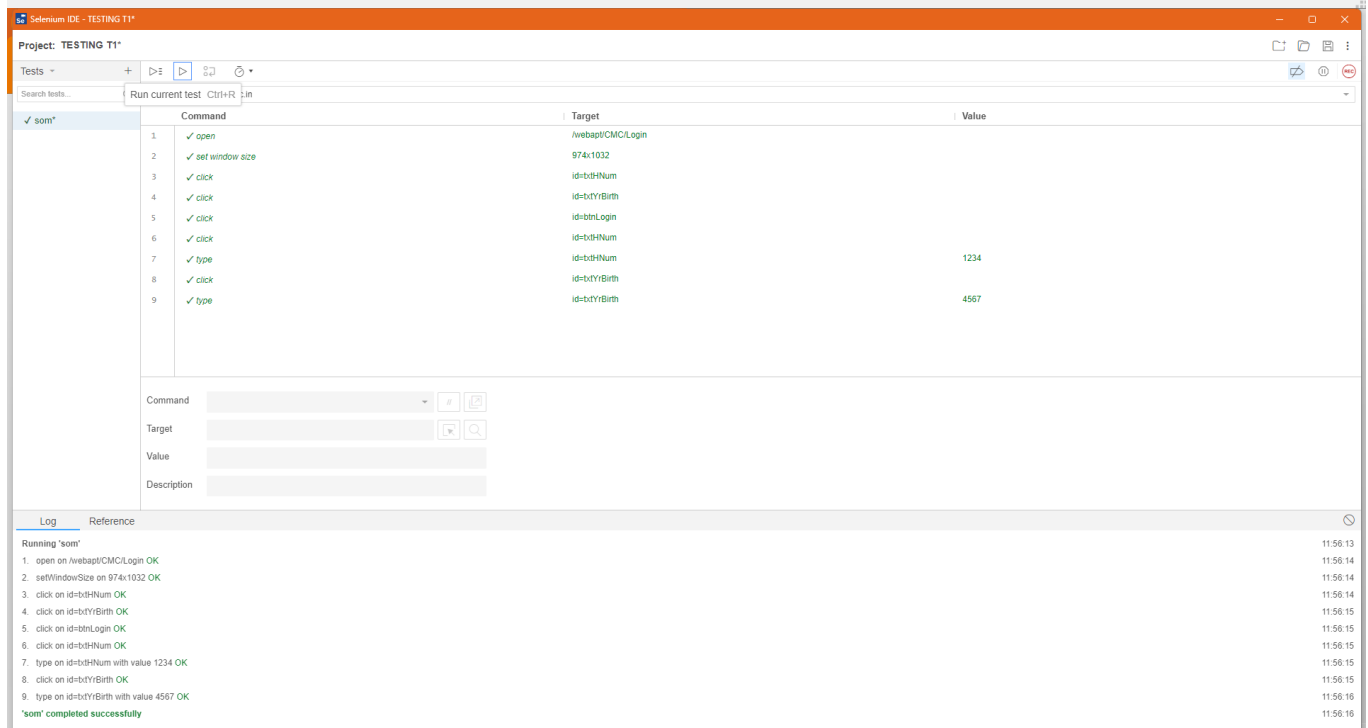 Selenium IDE - TESTING T1*
Project: TESTING T1*
Tests +
Search tests...
Run current test Ctrl+R
✓ som*
Command Target Value
1 ✓ open /webapt/CMC/Login
2 ✓ set window size 974x1032
3 ✓ click id=txtHNum
4 ✓ click id=txtYrBirth
5 ✓ click id=btnLogin
6 ✓ click id=txtHNum
7 ✓ type id=txtHNum 1234
8 ✓ click id=txtYrBirth
9 ✓ type id=txtYrBirth 4567
Command //
Target
Value
Description
Log Reference
Running 'som' 11:56:13
1. open on /webapt/CMC/Login OK 11:56:14
2. setWindowSize on 974x1032 OK 11:56:14
3. click on id=txtHNum OK 11:56:14
4. click on id=txtYrBirth OK 11:56:15
5. click on id=btnLogin OK 11:56:15
6. click on id=txtHNum OK 11:56:15
7. type on id=txtHNum with value 1234 OK 11:56:15
8. click on id=txtYrBirth OK 11:56:15
9. type on id=txtYrBirth with value 4567 OK 11:56:16
'som' completed successfully 11:56:16